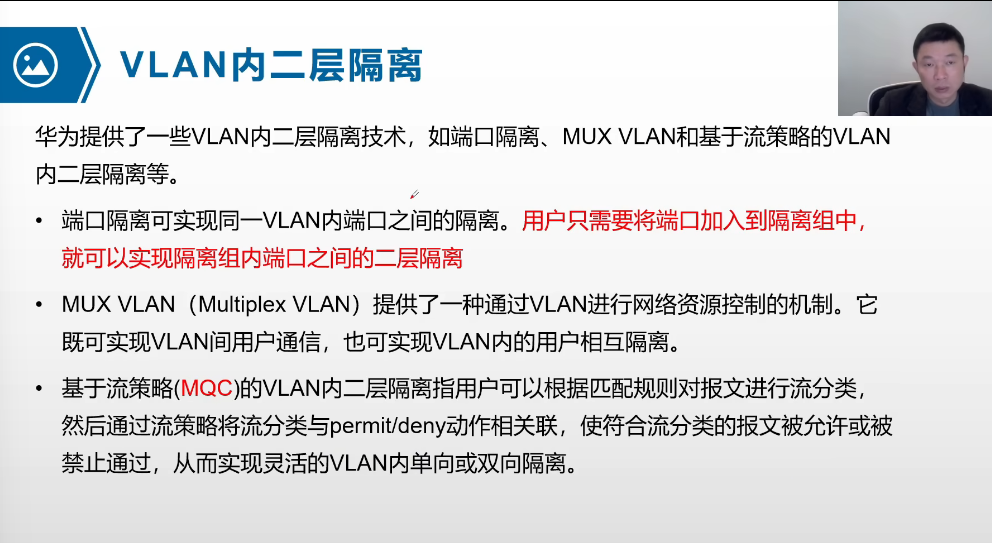 VLAN内二层隔离
华为提供了一些VLAN内二层隔离技术，如端口隔离、MUX VLAN和基于流策略的VLAN
内二层隔离等。
• 端口隔离可实现同一VLAN内端口之间的隔离。用户只需要将端口加入到隔离组中，
就可以实现隔离组内端口之间的二层隔离
• MUX VLAN（Multiplex VLAN）提供了一种通过VLAN进行网络资源控制的机制。它
既可实现VLAN间用户通信，也可实现VLAN内的用户相互隔离。
• 基于流策略(MQC)的VLAN内二层隔离指用户可以根据匹配规则对报文进行流分类，
然后通过流策略将流分类与permit/deny动作相关联，使符合流分类的报文被允许或被
禁止通过，从而实现灵活的VLAN内单向或双向隔离。